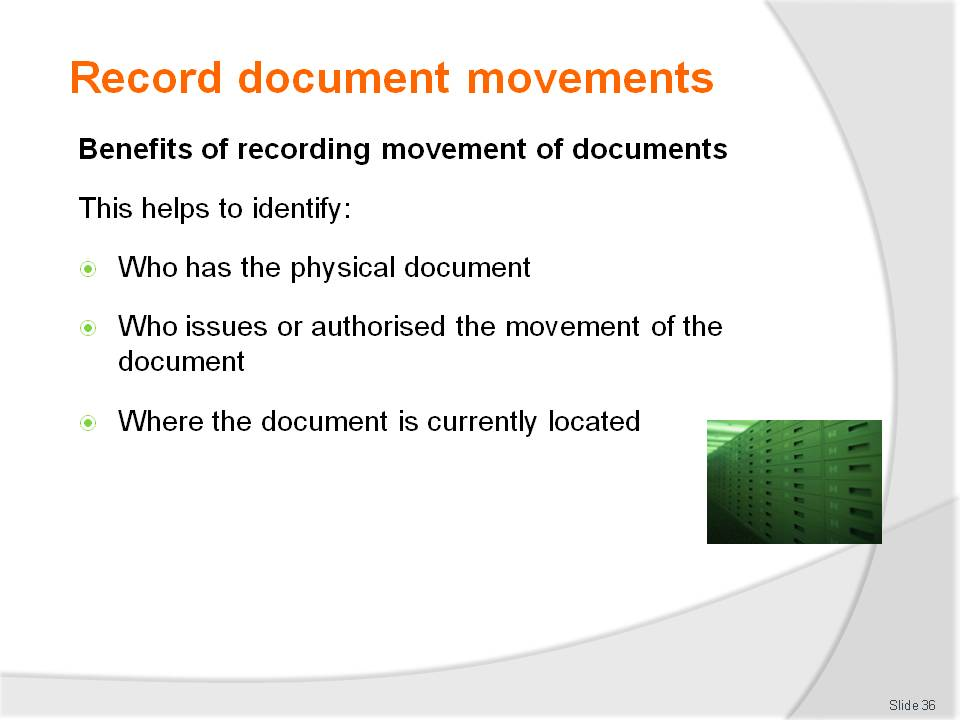 Record document movements
Benefits of recording movement of documents
This helps to identify:
Who has the physical document
Who issues or authorised the movement of the
document
Where the document is currently located
Slide 36